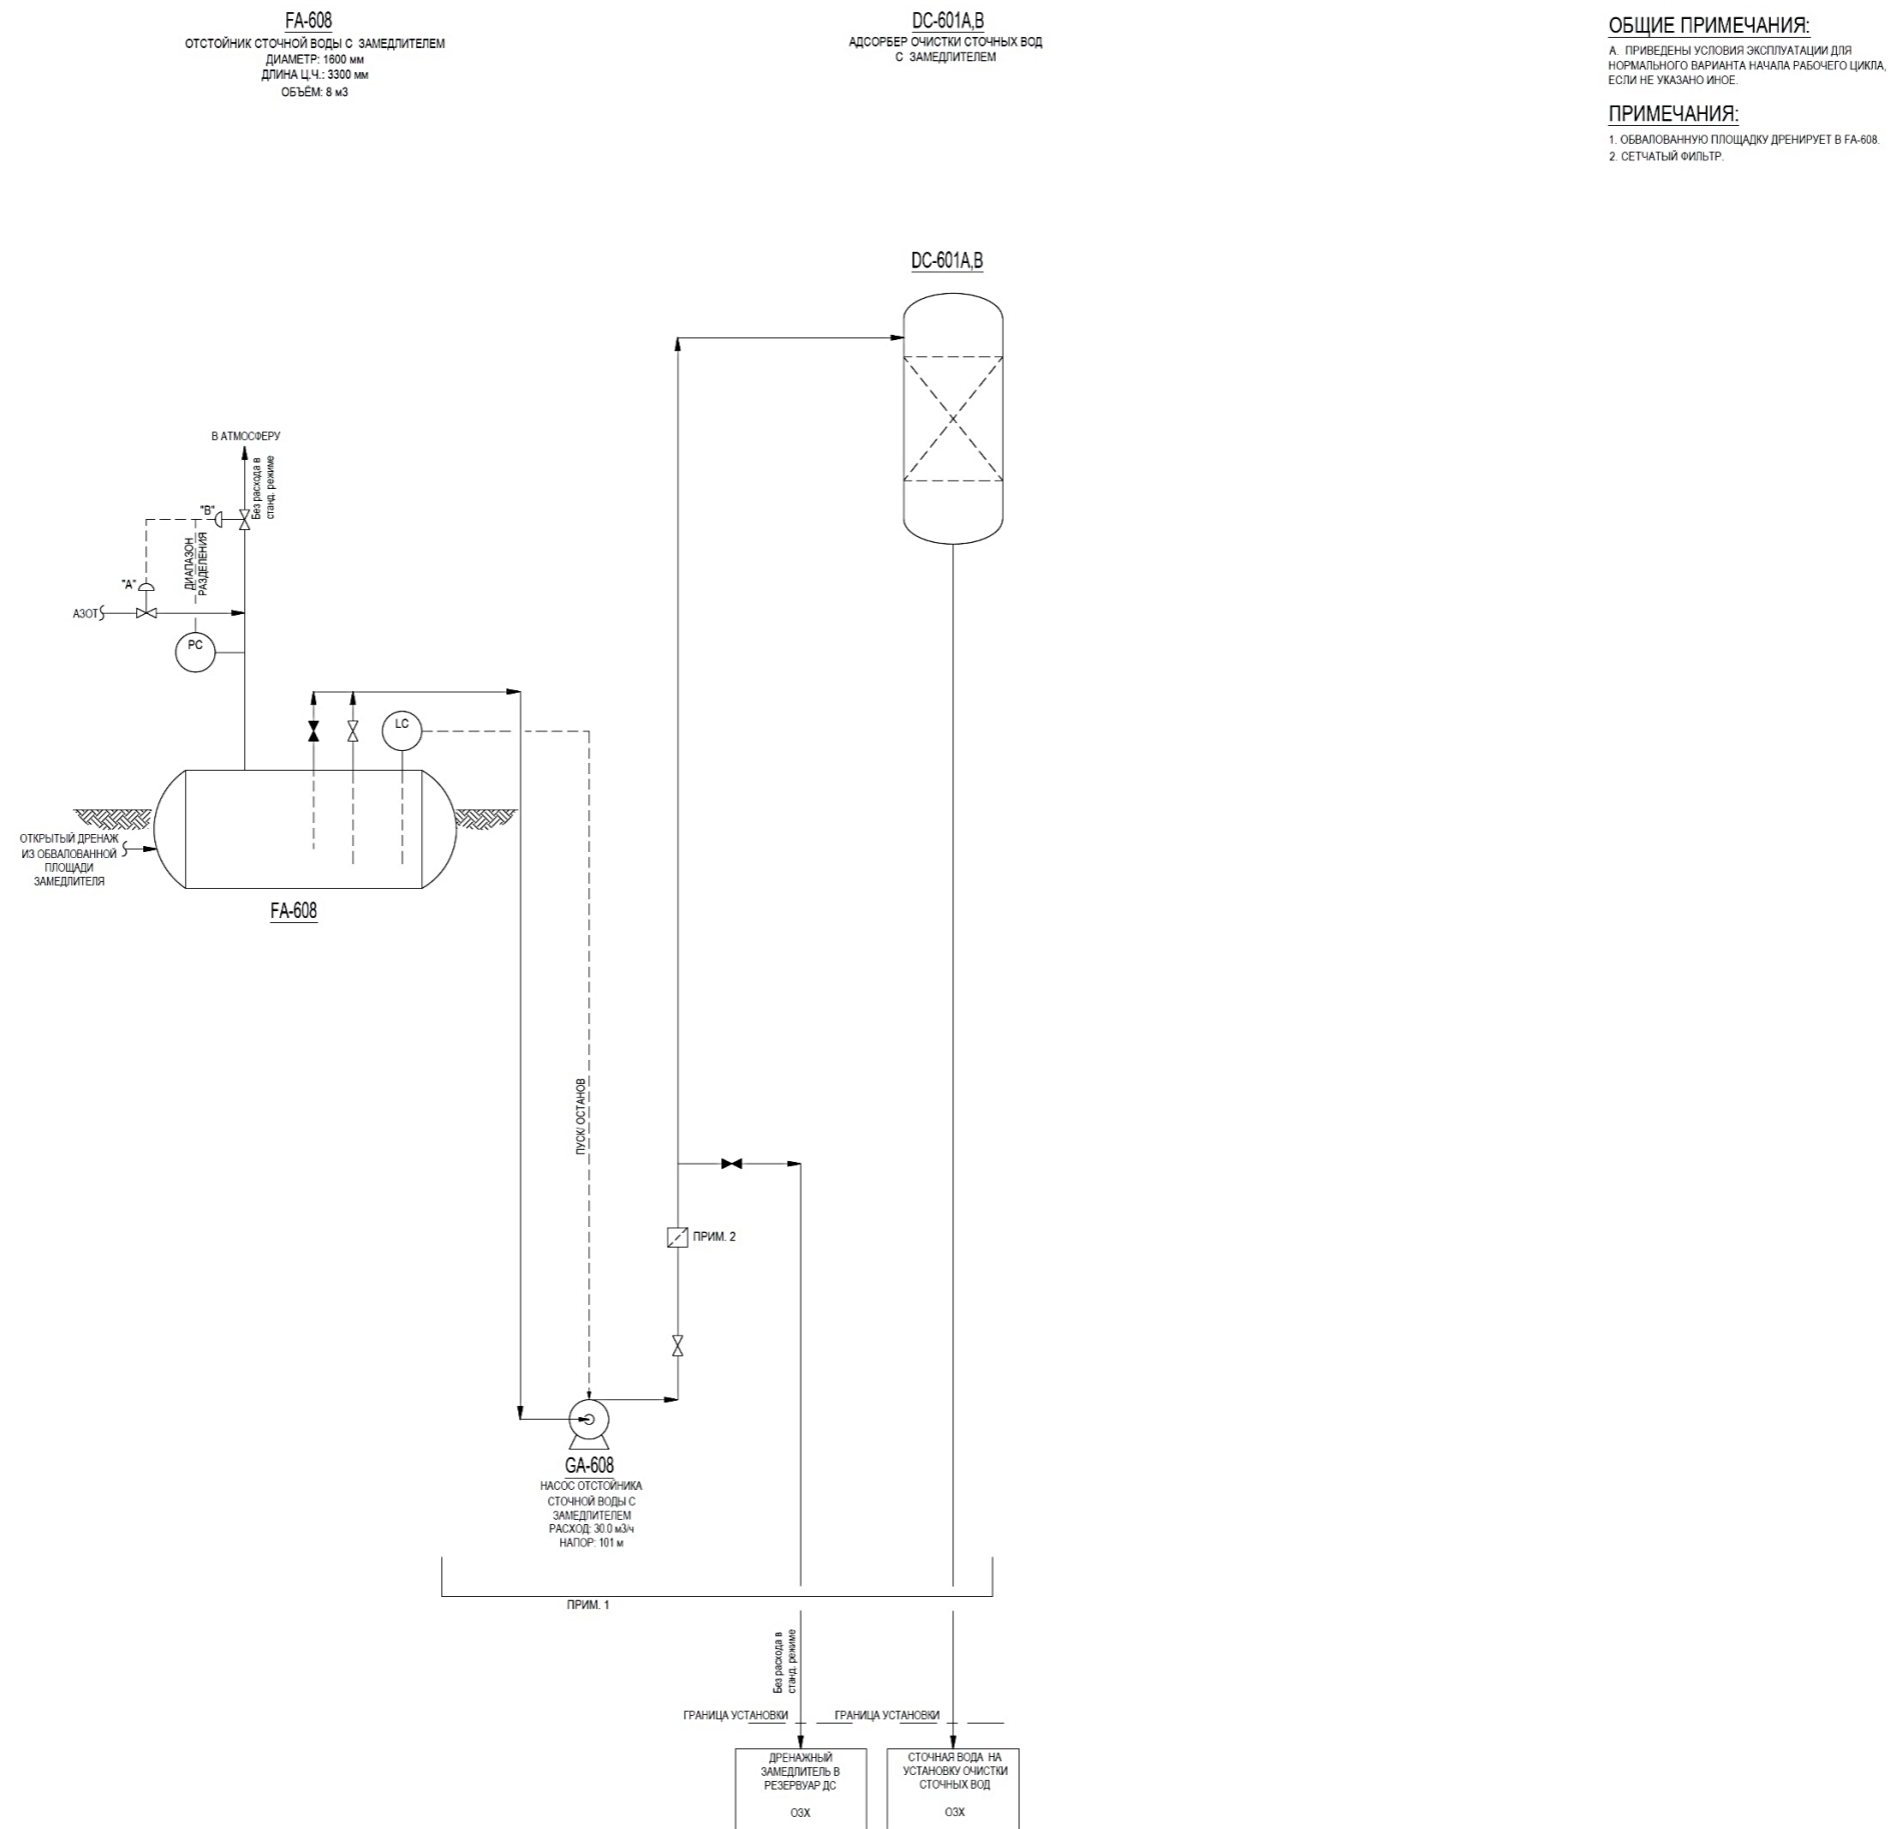 FA-608
ОТСТОЙНИК СТОЧНОЙ ВОДЫ С ЗАМЕДЛИТЕЛЕМ
ДИАМЕТР: 1600 мм
ДЛИНА Ц.Ч.: 3300 мм
ОБЪЁМ: 8 м3
DC-601A,B
АДСОРБЕР ОЧИСТКИ СТОЧНЫХ ВОД
С ЗАМЕДЛИТЕЛЕМ
ОБЩИЕ ПРИМЕЧАНИЯ:
А. ПРИВЕДЕНЫ УСЛОВИЯ ЭКСПЛУАТАЦИИ ДЛЯ
НОРМАЛЬНОГО ВАРИАНТА НАЧАЛА РАБОЧЕГО ЦИКЛА,
ЕСЛИ НЕ УКАЗАНО ИНОЕ.
ПРИМЕЧАНИЯ:
1. ОБВАЛОВАННУЮ ПЛОЩАДКУ ДРЕНИРУЕТ В FA-608.
2. СЕТЧАТЫЙ ФИЛЬТР.
DC-601A,B
В АТМОСФЕРУ
Без расхода в
станд. режиме
"B"
ДИАПАЗОН
РАЗДЕЛЕНИЯ
"A"
АЗОТ
PC
LC
ОТКРЫТЫЙ ДРЕНАЖ
ИЗ ОБВАЛОВАННОЙ
ПЛОЩАДИ
ЗАМЕДЛИТЕЛЯ
FA-608
ПУСК/ ОСТАНОВ
ПРИМ. 2
GA-608
НАСОС ОТСТОЙНИКА
СТОЧНОЙ ВОДЫ С
ЗАМЕДЛИТЕЛЕМ
РАСХОД: 30.0 м3/ч
НАПОР: 101 м
ПРИМ. 1
Без расхода в
станд. режиме
ГРАНИЦА УСТАНОВКИ
ГРАНИЦА УСТАНОВКИ
ДРЕНАЖНЫЙ
ЗАМЕДЛИТЕЛЬ В
РЕЗЕРВУАР ДС
ОЗХ
СТОЧНАЯ ВОДА НА
УСТАНОВКУ ОЧИСТКИ
СТОЧНЫХ ВОД
ОЗХ